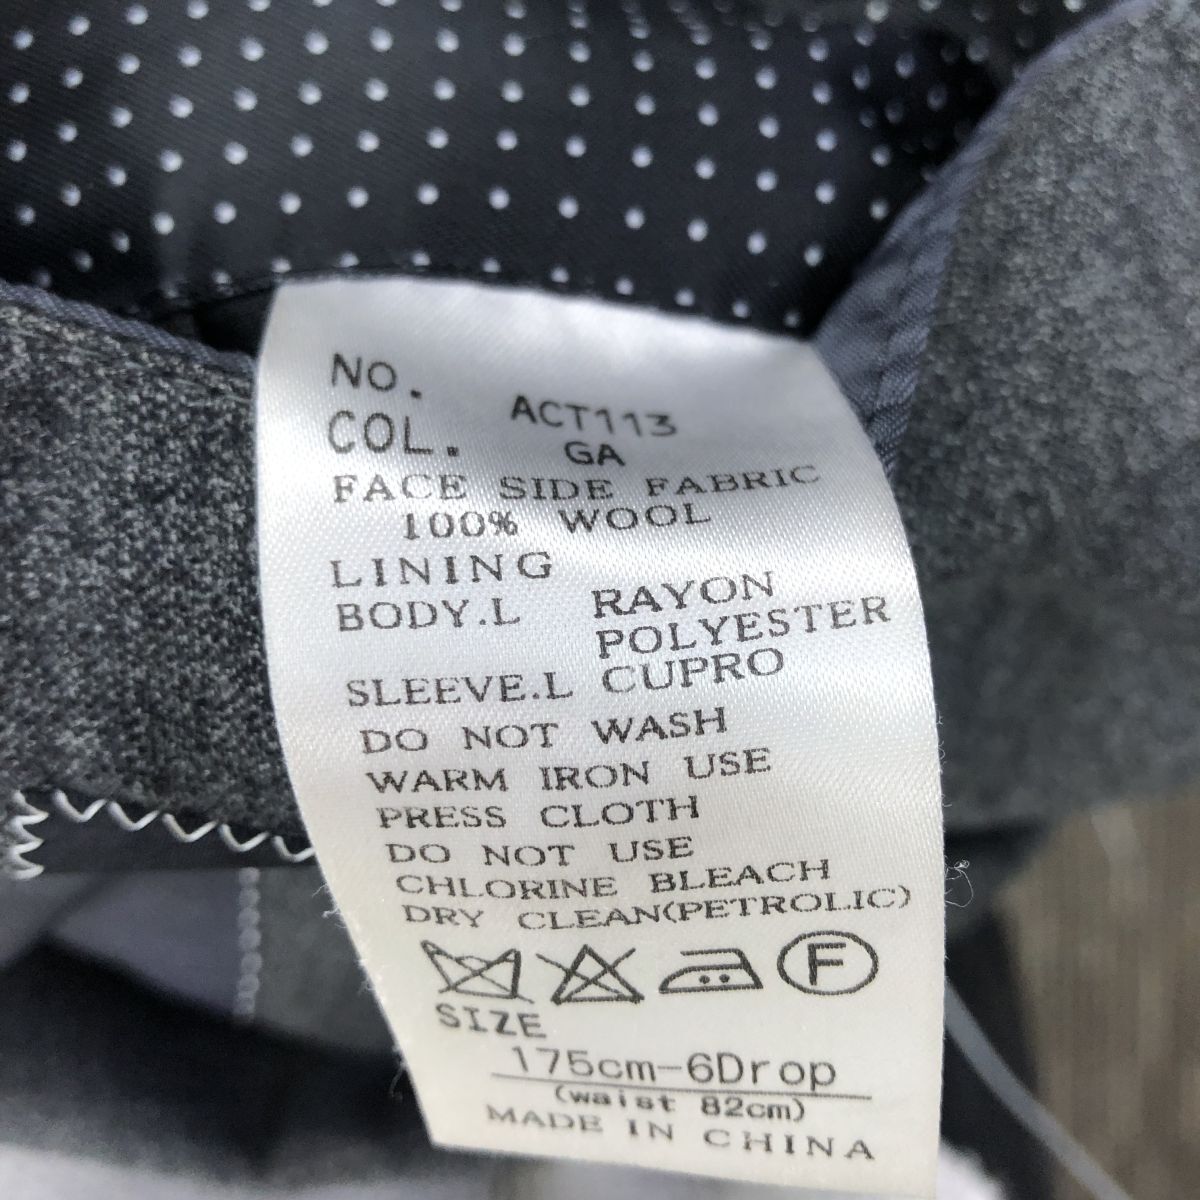 NO. ACT113
COL. GA
FACE SIDE FABRIC
100% WOOL
LINING
BODY.L RAYON
POLYESTER
SLEEVE.L CUPRO
DO NOT WASH
WARM IRON USE
PRESS CLOTH
DO NOT USE
CHLORINE BLEACH
DRY CLEAN(PETROLIC)
F
SIZE
175cm-6Drop
(waist 82cm)
MADE IN CHINA